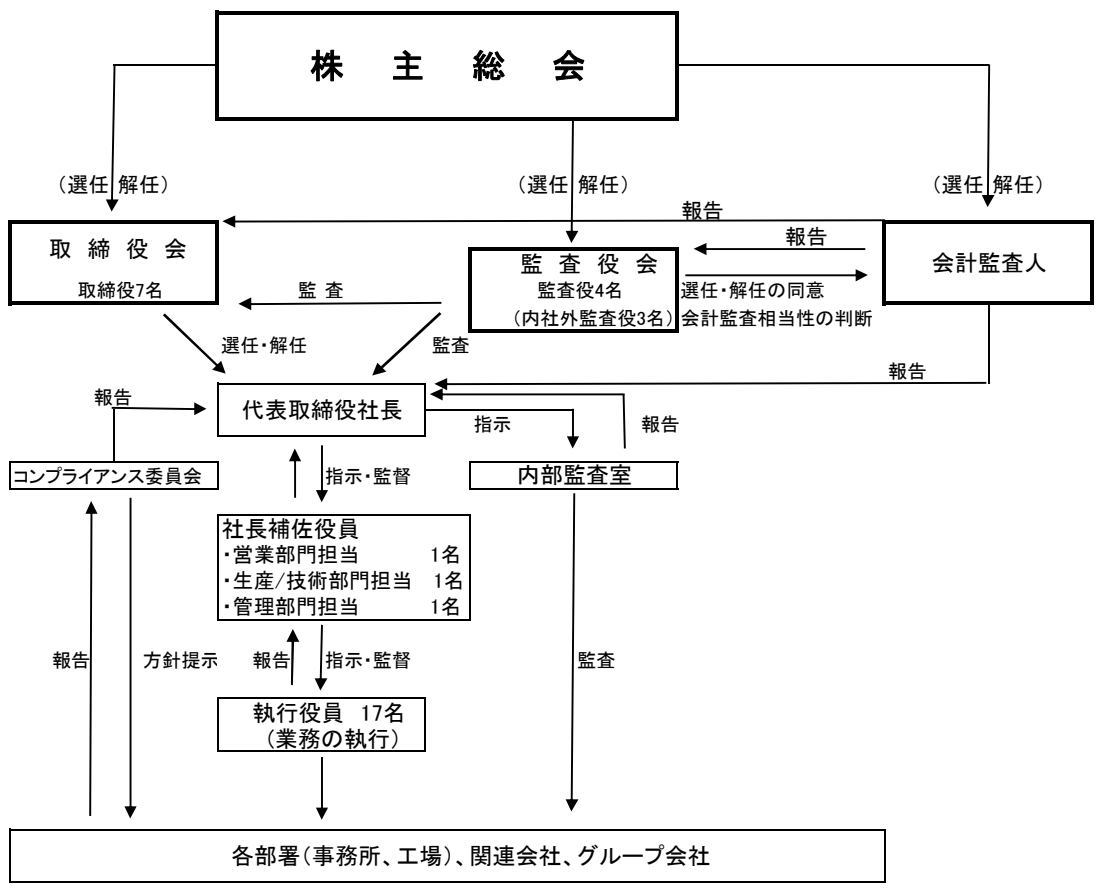 株 主 総 会
（選任 解任）
（選任 解任）
（選任 解任）
報告
取 締 役 会
取締役7名
監 査 役 会
監査役4名
（内社外監査役3名）
報告
選任・解任の同意
会計監査相当性の判断
会計監査人
監 査
選任・解任
監査
報告
報告
代表取締役社長
指示
報告
コンプライアンス委員会
指示・監督
内部監査室
社長補佐役員
・営業部門担当 1名
・生産/技術部門担当 1名
・管理部門担当 1名
報告
方針提示
報告
指示・監督
監査
執行役員 17名
（業務の執行）
各部署（事務所、工場）、関連会社、グループ会社